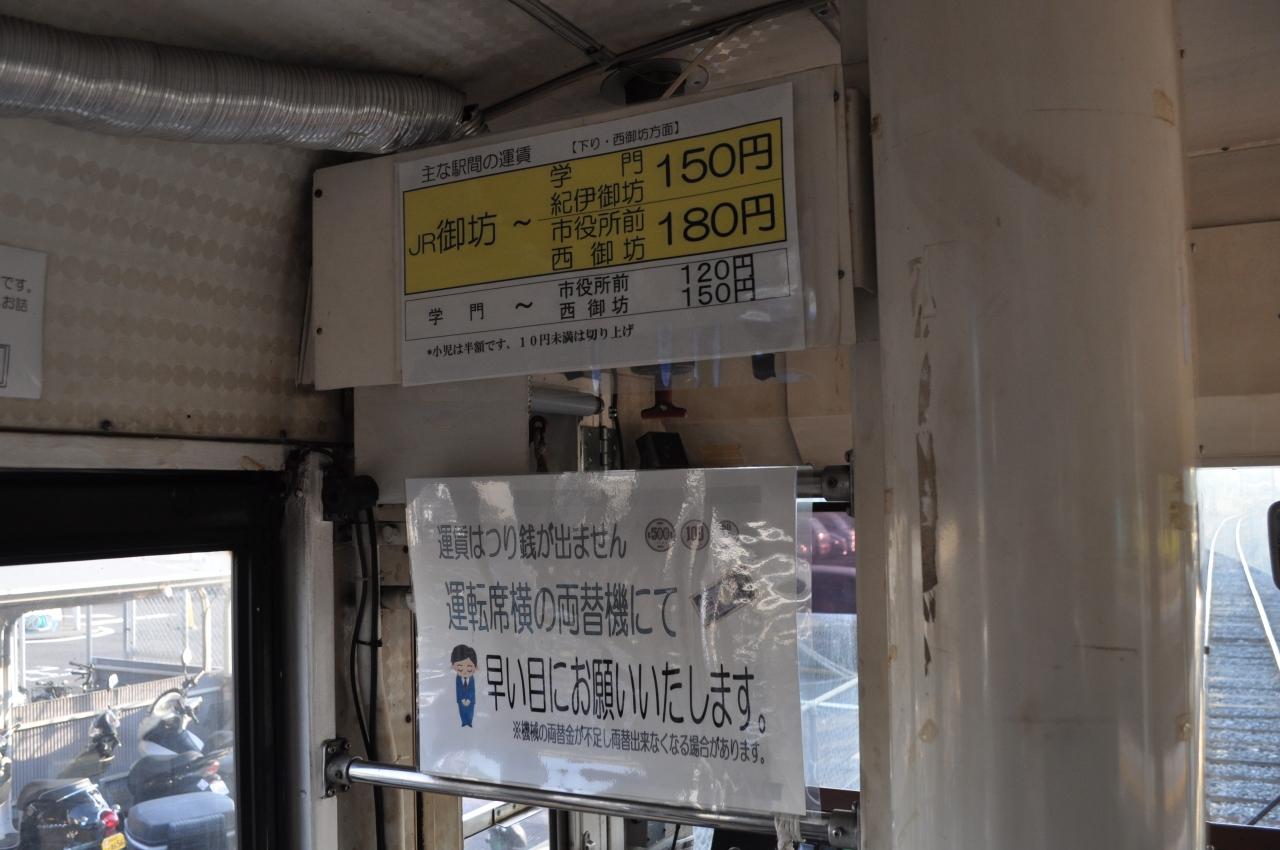 主な駅間の運賃 【下り・西御坊方面】
JR御坊 ~ 学門 紀伊御坊 150円
市役所前 西御坊 180円
学門 ~ 市役所前 120円
西御坊 150円
*小児は半額です、10円未満は切り上げ
です。
お詰
運賃はつり銭が出ません 500 100
運転席横の両替機にて
早い目にお願いいたします。
※機械の両替金が不足し両替出来なくなる場合があります。